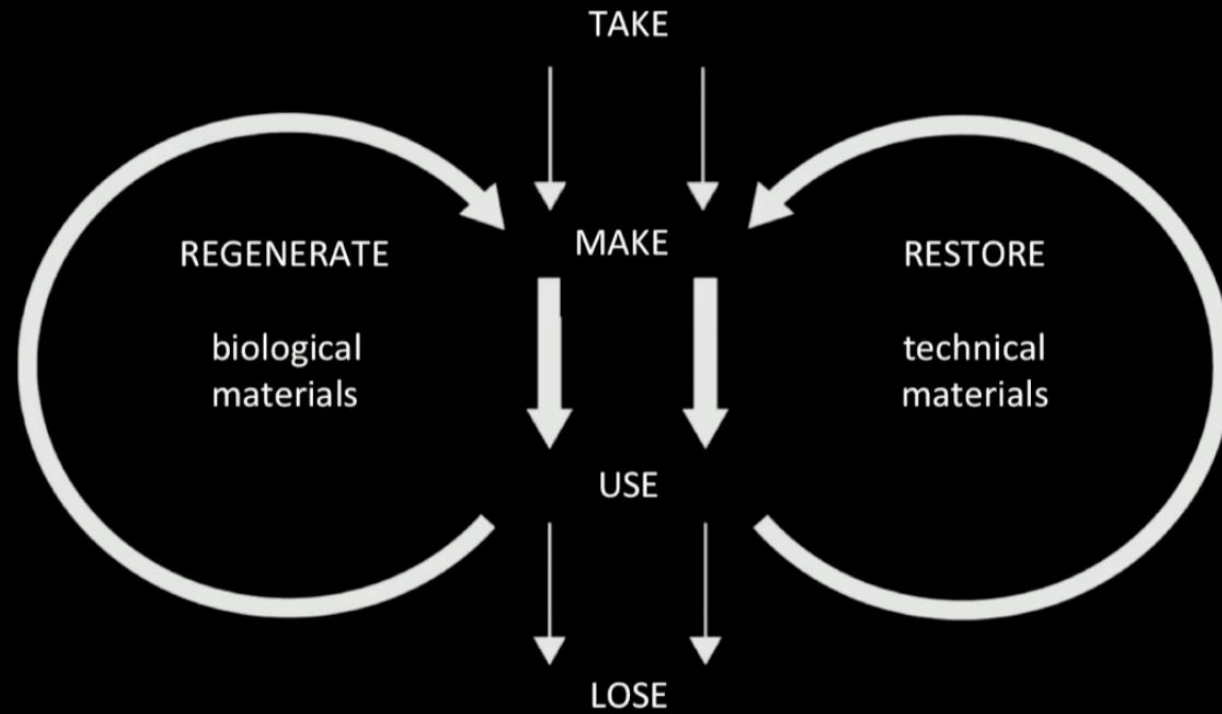 TAKE
MAKE
REGENERATE
biological
materials
RESTORE
technical
materials
USE
LOSE